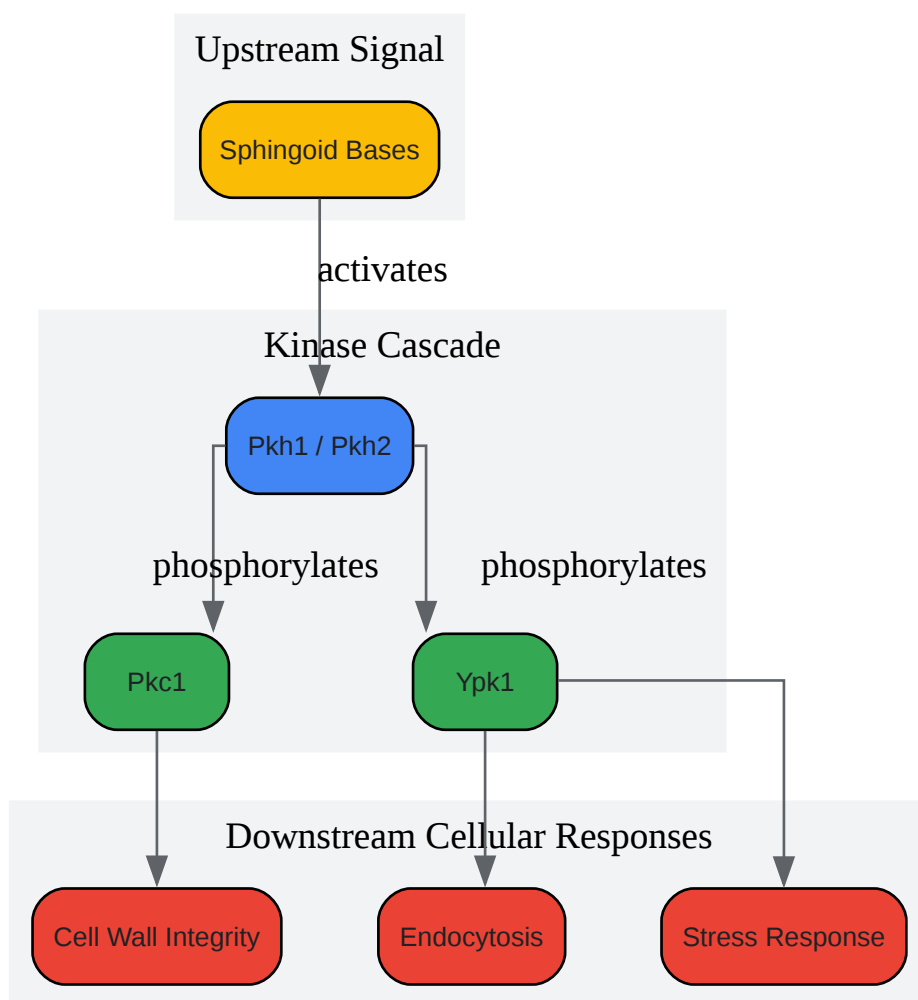 Upstream Signal
Sphingoid Bases
activates
Kinase Cascade
Pkh1 / Pkh2
phosphorylates
phosphorylates
Pkc1
Ypk1
Downstream Cellular Responses
Cell Wall Integrity
Endocytosis
Stress Response